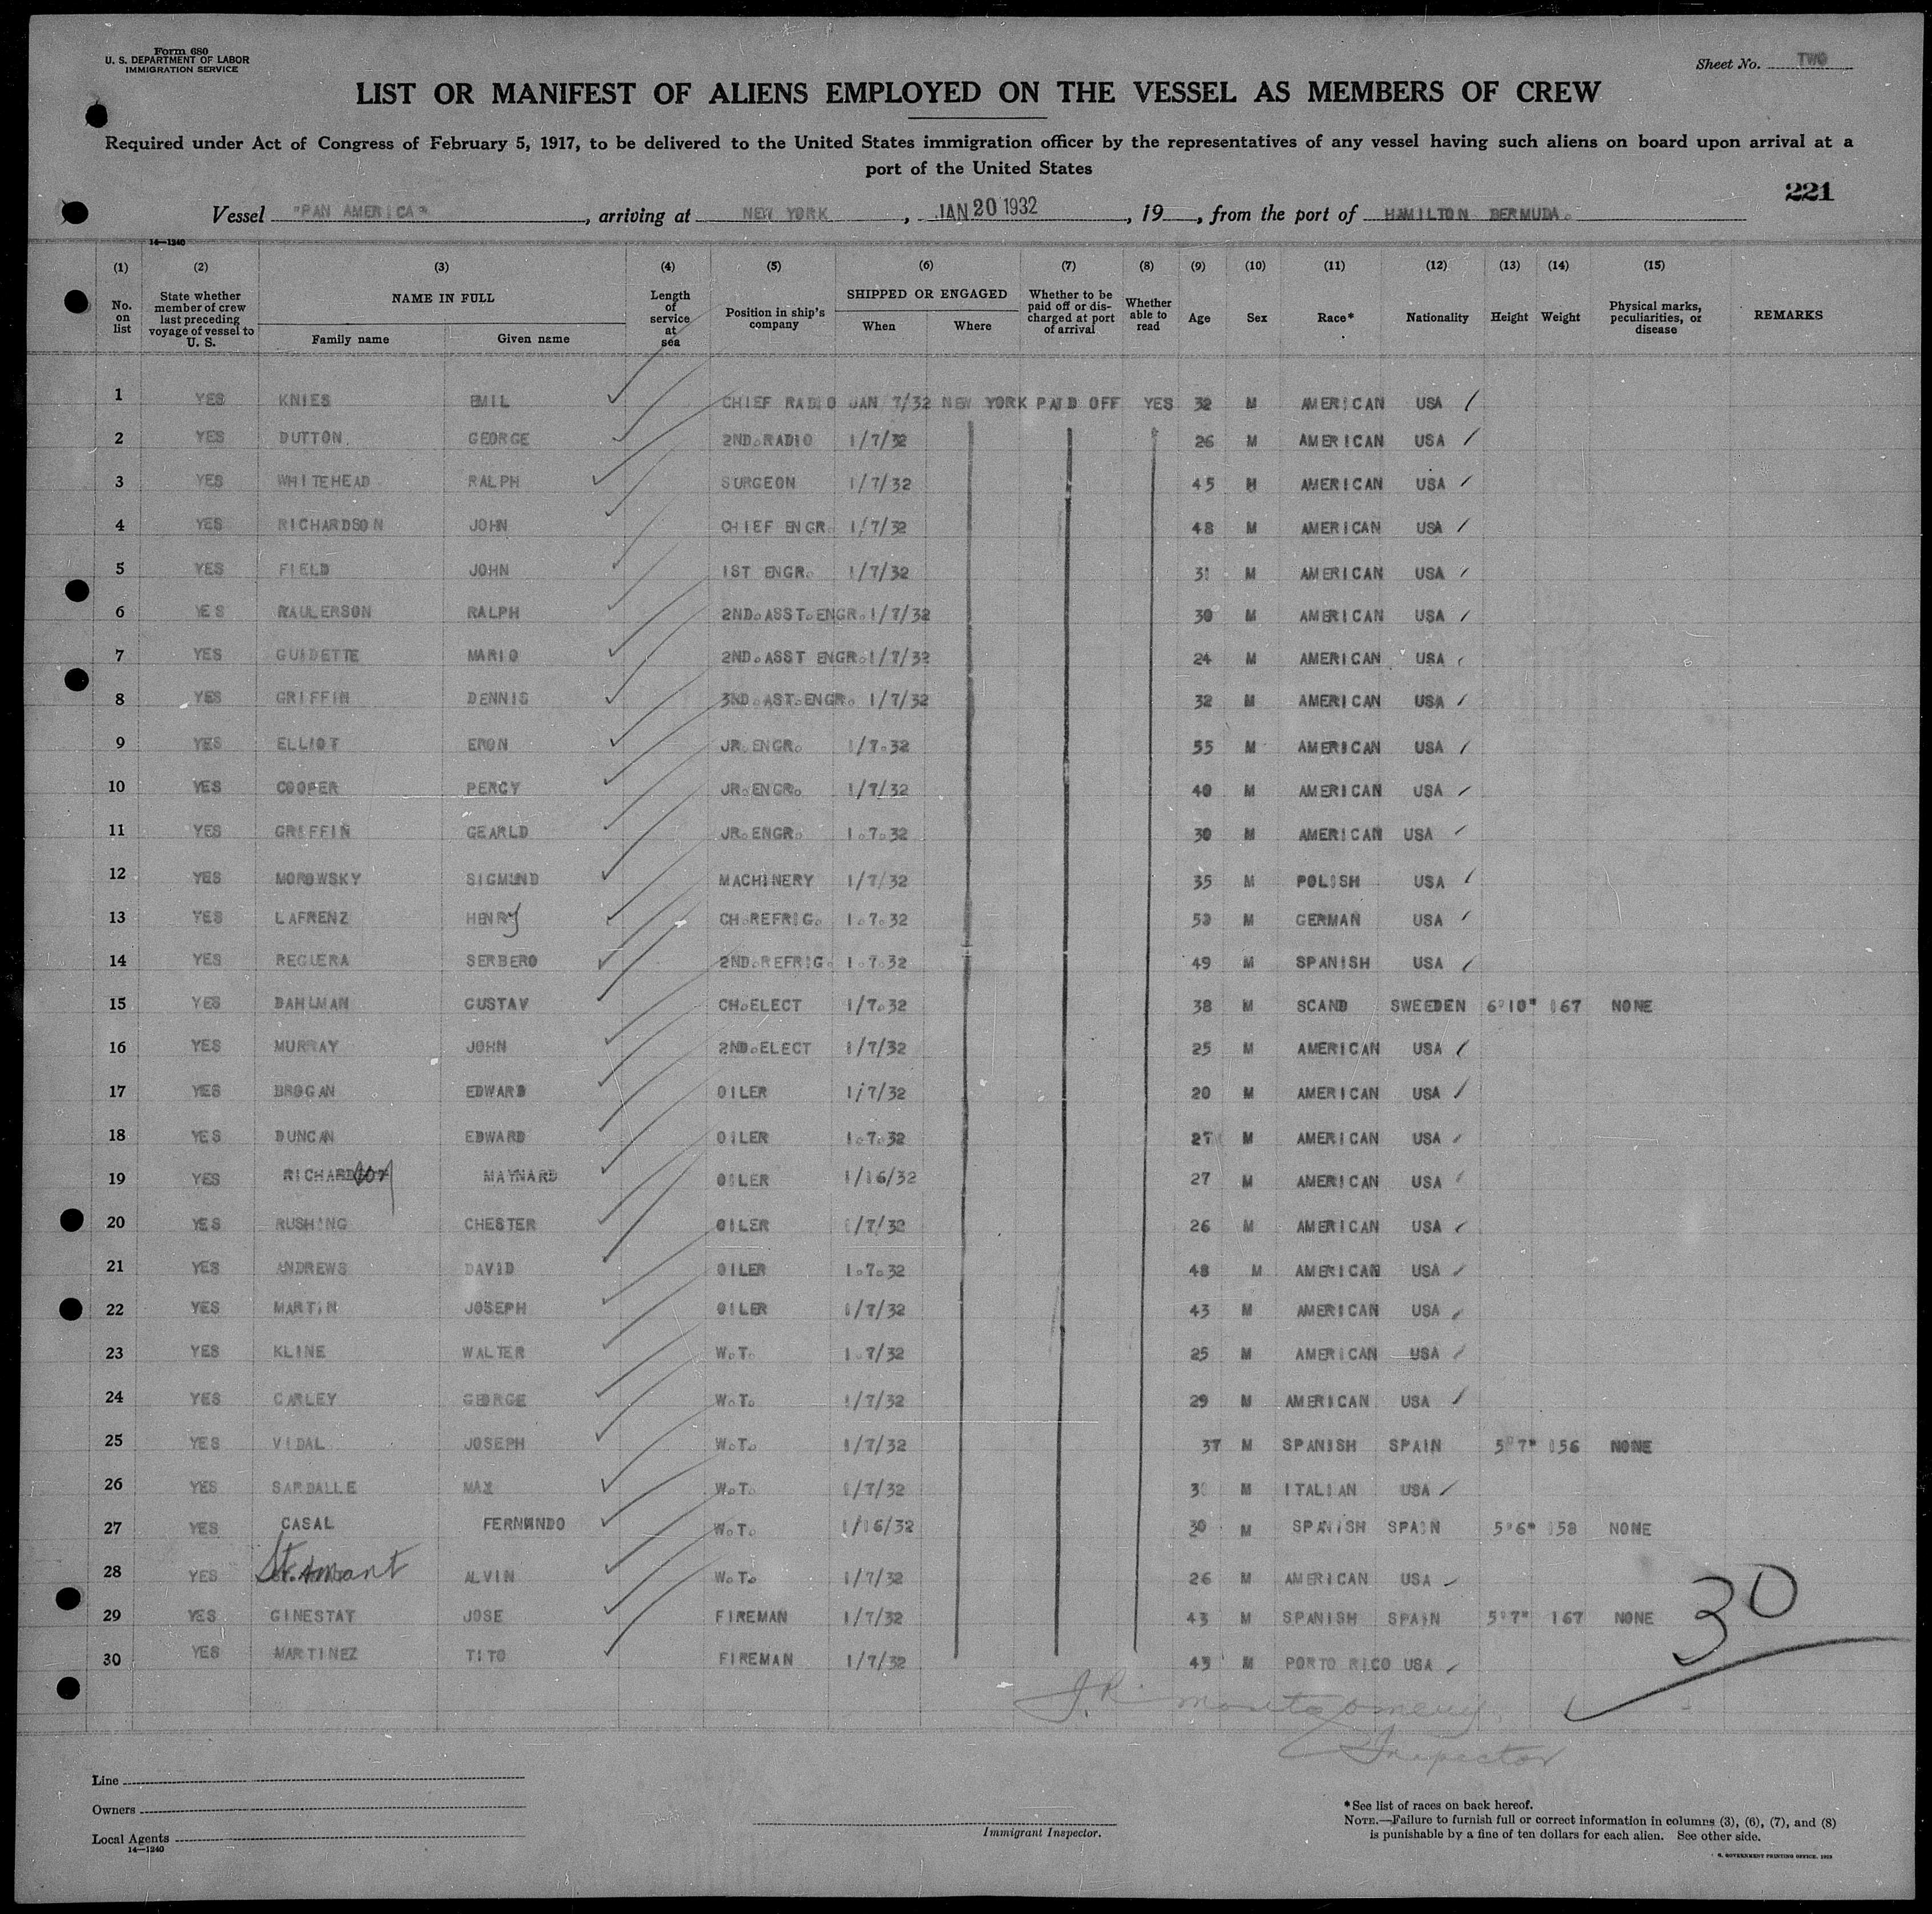 Form 680
U. S. DEPARTMENT OF LABOR
IMMIGRATION SERVICE
Sheet No. TWO
LIST OR MANIFEST OF ALIENS EMPLOYED ON THE VESSEL AS MEMBERS OF CREW
Required under Act of Congress of February 5, 1917, to be delivered to the United States immigration officer by the representatives of any vessel having such aliens on board upon arrival at a
port of the United States
221
Vessel "PAN AMERICA", arriving at NEW YORK, JAN 20 1932, 19, from the port of HAMILTON BERMUDA.
14—1240
(1) (2) (3) (4) (5) (6) (7) (8) (9) (10) (11) (12) (13) (14) (15)
No. on list State whether member of crew last preceding voyage of vessel to U. S. NAME IN FULL Family name Given name Length of service at sea Position in ship's company SHIPPED OR ENGAGED When Where Whether to be paid off or discharged at port of arrival Whether able to read Age Sex Race* Nationality Height Weight Physical marks, peculiarities, or disease REMARKS
1 YES KNIES EMIL CHIEF RADIO JAN 7/32 NEW YORK PAID OFF YES 32 M AMERICAN USA
2 YES DUTTON GEORGE 2ND.RADIO 1/7/32 26 M AMERICAN USA
3 YES WHITEHEAD RALPH SURGEON 1/7/32 45 M AMERICAN USA
4 YES RICHARDSON JOHN CHIEF ENGR. 1/7/32 48 M AMERICAN USA
5 YES FIELD JOHN 1ST ENGR. 1/7/32 31 M AMERICAN USA
6 YES RAULERSON RALPH 2ND.ASST.ENGR. 1/7/32 30 M AMERICAN USA
7 YES GUIDETTE MARIO 2ND.ASST ENGR. 1/7/32 24 M AMERICAN USA
8 YES GRIFFIN DENNIS 3ND.AST.ENGR. 1/7/32 32 M AMERICAN USA
9 YES ELLIOT ERON JR.ENGR. 1/7.32 55 M AMERICAN USA
10 YES COOPER PERCY JR.ENGR. 1/7/32 40 M AMERICAN USA
11 YES GRIFFIN GEARLD JR.ENGR. 1.7.32 30 M AMERICAN USA
12 YES MOROWSKY SIGMUND MACHINERY 1/7/32 35 M POLISH USA
13 YES LAFRENZ HENRY CH.REFRIG. 1.7.32 M GERMAN USA
14 YES REGUERA SERBERO 2ND.REFRIG. 1.7.32 49 M SPANISH USA
15 YES DAHLMAN GUSTAV CH.ELECT 1/7.32 38 M SCAND SWEEDEN 6'10" 167 NONE
16 YES MURRAY JOHN 2ND.ELECT 1/7/32 25 M AMERICAN USA
17 YES BROGAN EDWARD OILER 1/7/32 20 M AMERICAN USA
18 YES DUNCAN EDWARD OILER 1.7.32 27 M AMERICAN USA
19 YES MAYNARD OILER 1/16/32 27 M AMERICAN USA
20 YES RUSHING CHESTER OILER 1/7/32 26 M AMERICAN USA
21 YES ANDREWS DAVID OILER 1.7.32 48 M AMERICAN USA
22 YES MARTIN JOSEPH OILER 1/7/32 43 M AMERICAN USA
23 YES KLINE WALTER W.T. 1.7/32 25 M AMERICAN USA
24 YES CARLEY GEORGE W.T. 1/7/32 29 M AMERICAN USA
25 YES VIDAL JOSEPH W.T. 1/7/32 37 M SPANISH SPAIN 5'7" 156 NONE
26 YES SARDALLE MAX W.T. 1/7/32 M ITALIAN USA
27 YES CASAL FERNUNDO W.T. 1/16/32 30 M SPANISH SPAIN 5'6" 158 NONE
28 YES St. Amant ALVIN W.T. 1/7/32 26 M AMERICAN USA
29 YES GINESTAT JOSE FIREMAN 1/7/32 43 M SPANISH SPAIN 5'7" 167 NONE
30 YES MARTINEZ TITO FIREMAN 1/7/32 43 M PORTO RICO USA
30
J.R. Montgomery
Inspector
Line
Owners
Local Agents
14—1240
Immigrant Inspector.
*See list of races on back hereof.
NOTE.—Failure to furnish full or correct information in columns (3), (6), (7), and (8)
is punishable by a fine of ten dollars for each alien. See other side.
GOVERNMENT PRINTING OFFICE